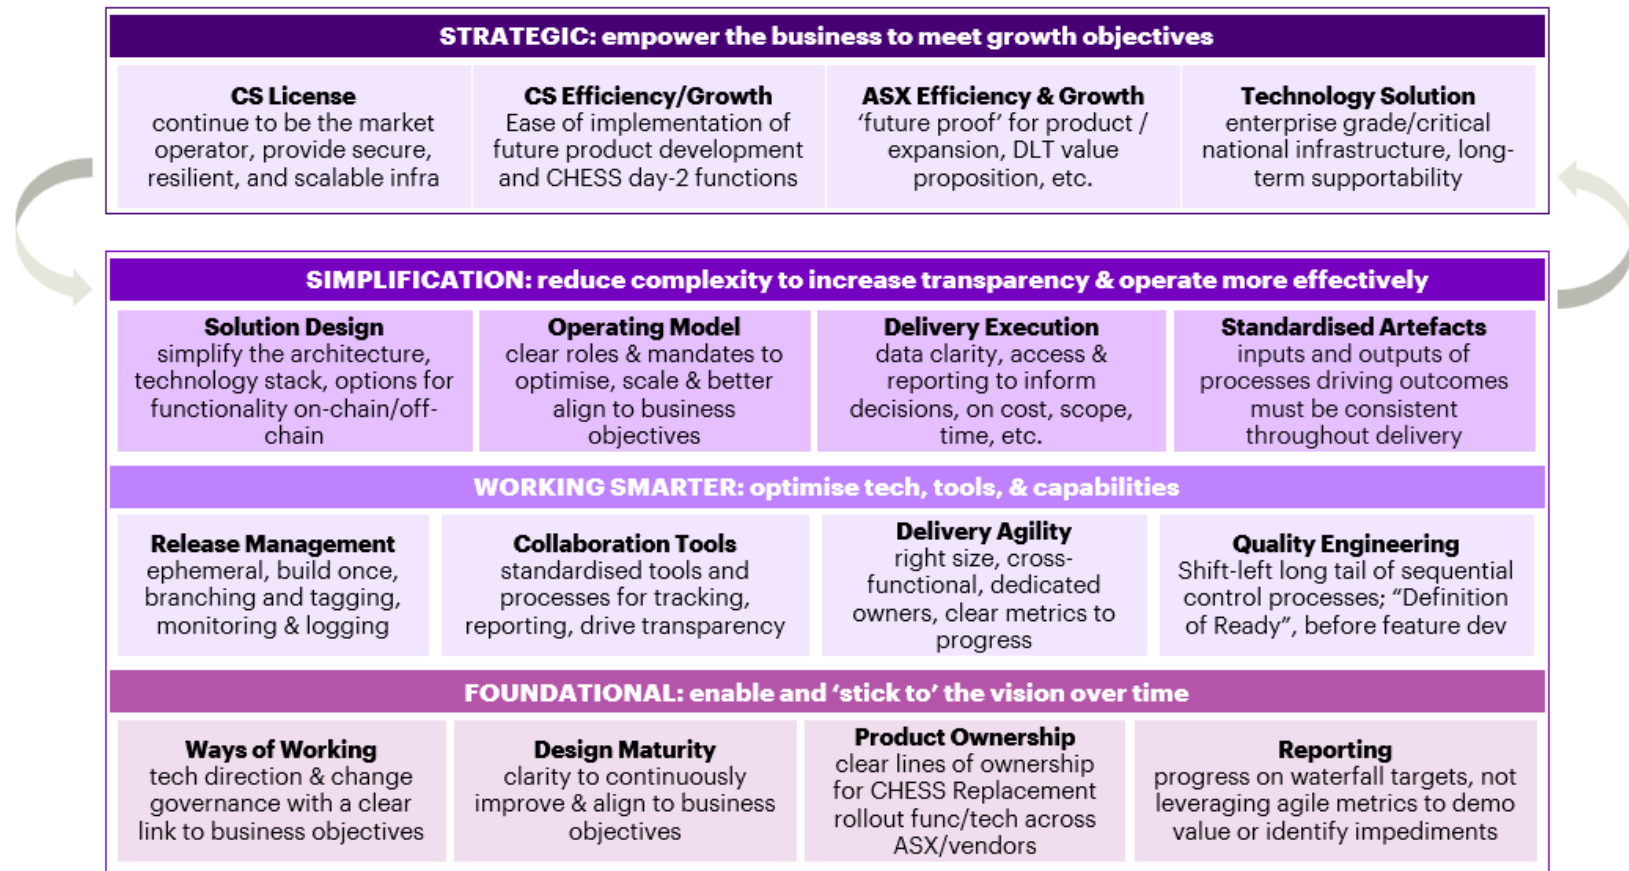 STRATEGIC: empower the business to meet growth objectives
CS License
continue to be the market
operator, provide secure,
resilient, and scalable infra
CS Efficiency/Growth
Ease of implementation of
future product development
and CHESS day-2 functions
ASX Efficiency & Growth
‘future proof’ for product /
expansion, DLT value
proposition, etc.
Technology Solution
enterprise grade/critical
national infrastructure, long-
term supportability
SIMPLIFICATION: reduce complexity to increase transparency & operate more effectively
Solution Design
simplify the architecture,
technology stack, options for
functionality on-chain/off-
chain
Operating Model
clear roles & mandates to
optimise, scale & better
align to business
objectives
Delivery Execution
data clarity, access &
reporting to inform
decisions, on cost, scope,
time, etc.
Standardised Artefacts
inputs and outputs of
processes driving outcomes
must be consistent
throughout delivery
WORKING SMARTER: optimise tech, tools, & capabilities
Release Management
ephemeral, build once,
branching and tagging,
monitoring & logging
Collaboration Tools
standardised tools and
processes for tracking,
reporting, drive transparency
Delivery Agility
right size, cross-
functional, dedicated
owners, clear metrics to
progress
Quality Engineering
Shift-left long tail of sequential
control processes; “Definition
of Ready”, before feature dev
FOUNDATIONAL: enable and ‘stick to’ the vision over time
Ways of Working
tech direction & change
governance with a clear
link to business objectives
Design Maturity
clarity to continuously
improve & align to business
objectives
Product Ownership
clear lines of ownership
for CHESS Replacement
rollout func/tech across
ASX/vendors
Reporting
progress on waterfall targets, not
leveraging agile metrics to demo
value or identify impediments